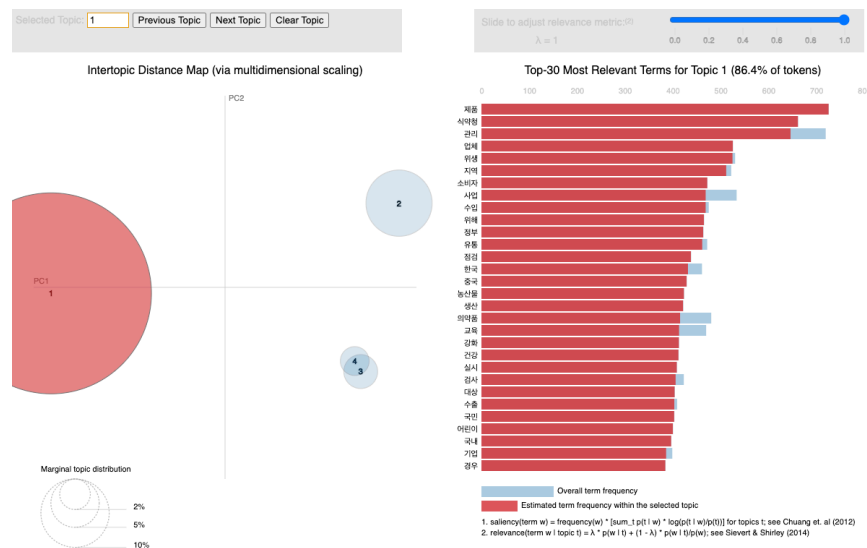 Selected Topic: 1 Previous Topic Next Topic Clear Topic
Slide to adjust relevance metric:(2)
λ = 1
0.0 0.2 0.4 0.6 0.8 1.0
Intertopic Distance Map (via multidimensional scaling)
PC2
PC1
1
2
4
3
Marginal topic distribution
2%
5%
10%
Top-30 Most Relevant Terms for Topic 1 (86.4% of tokens)
0 100 200 300 400 500 600 700 80
제품
식약청
관리
업체
위생
지역
소비자
사업
수입
위해
정부
유통
점검
한국
중국
농산물
생산
의약품
교육
강화
건강
실시
검사
대상
수출
국민
어린이
국내
기업
경우
Overall term frequency
Estimated term frequency within the selected topic
1. saliency(term w) = frequency(w) * [sum_t p(t | w) * log(p(t | w)/p(t))] for topics t; see Chuang et. al (2012)
2. relevance(term w | topic t) = λ * p(w | t) + (1 - λ) * p(w | t)/p(w); see Sievert & Shirley (2014)